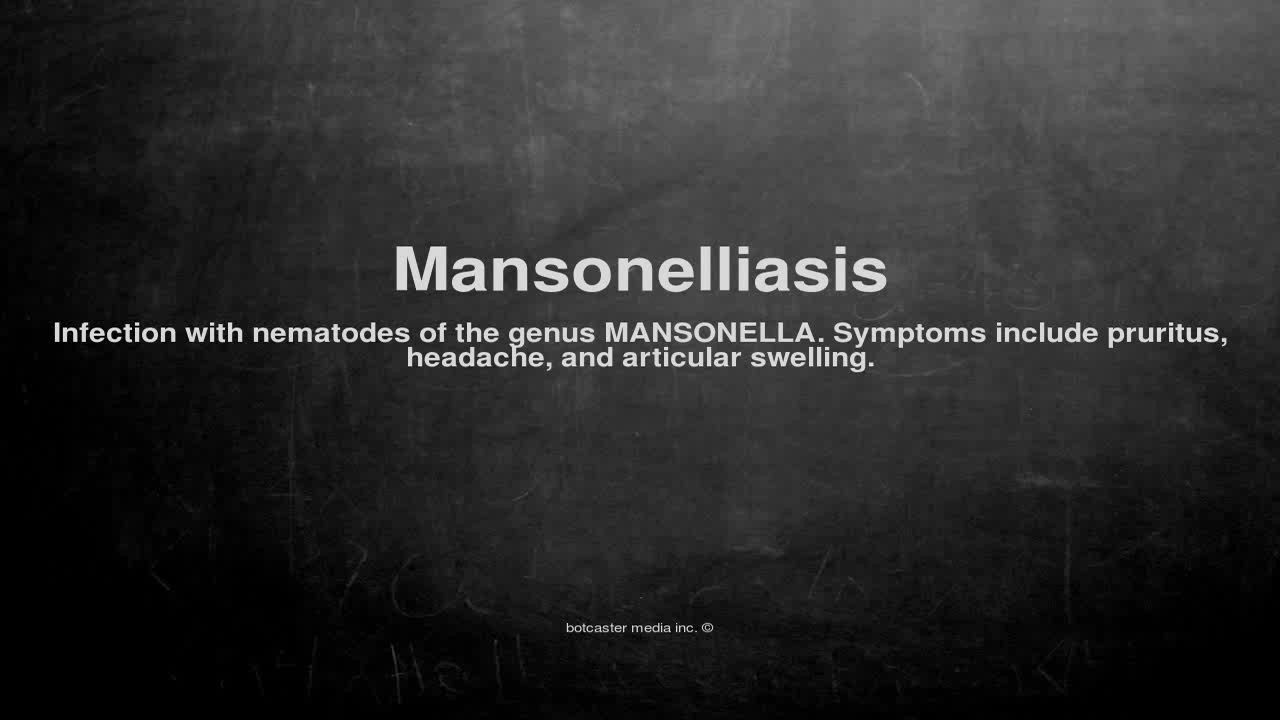 Mansonelliasis
Infection with nematodes of the genus MANSONELLA. Symptoms include pruritus,
headache, and articular swelling.
botcaster media inc. ©